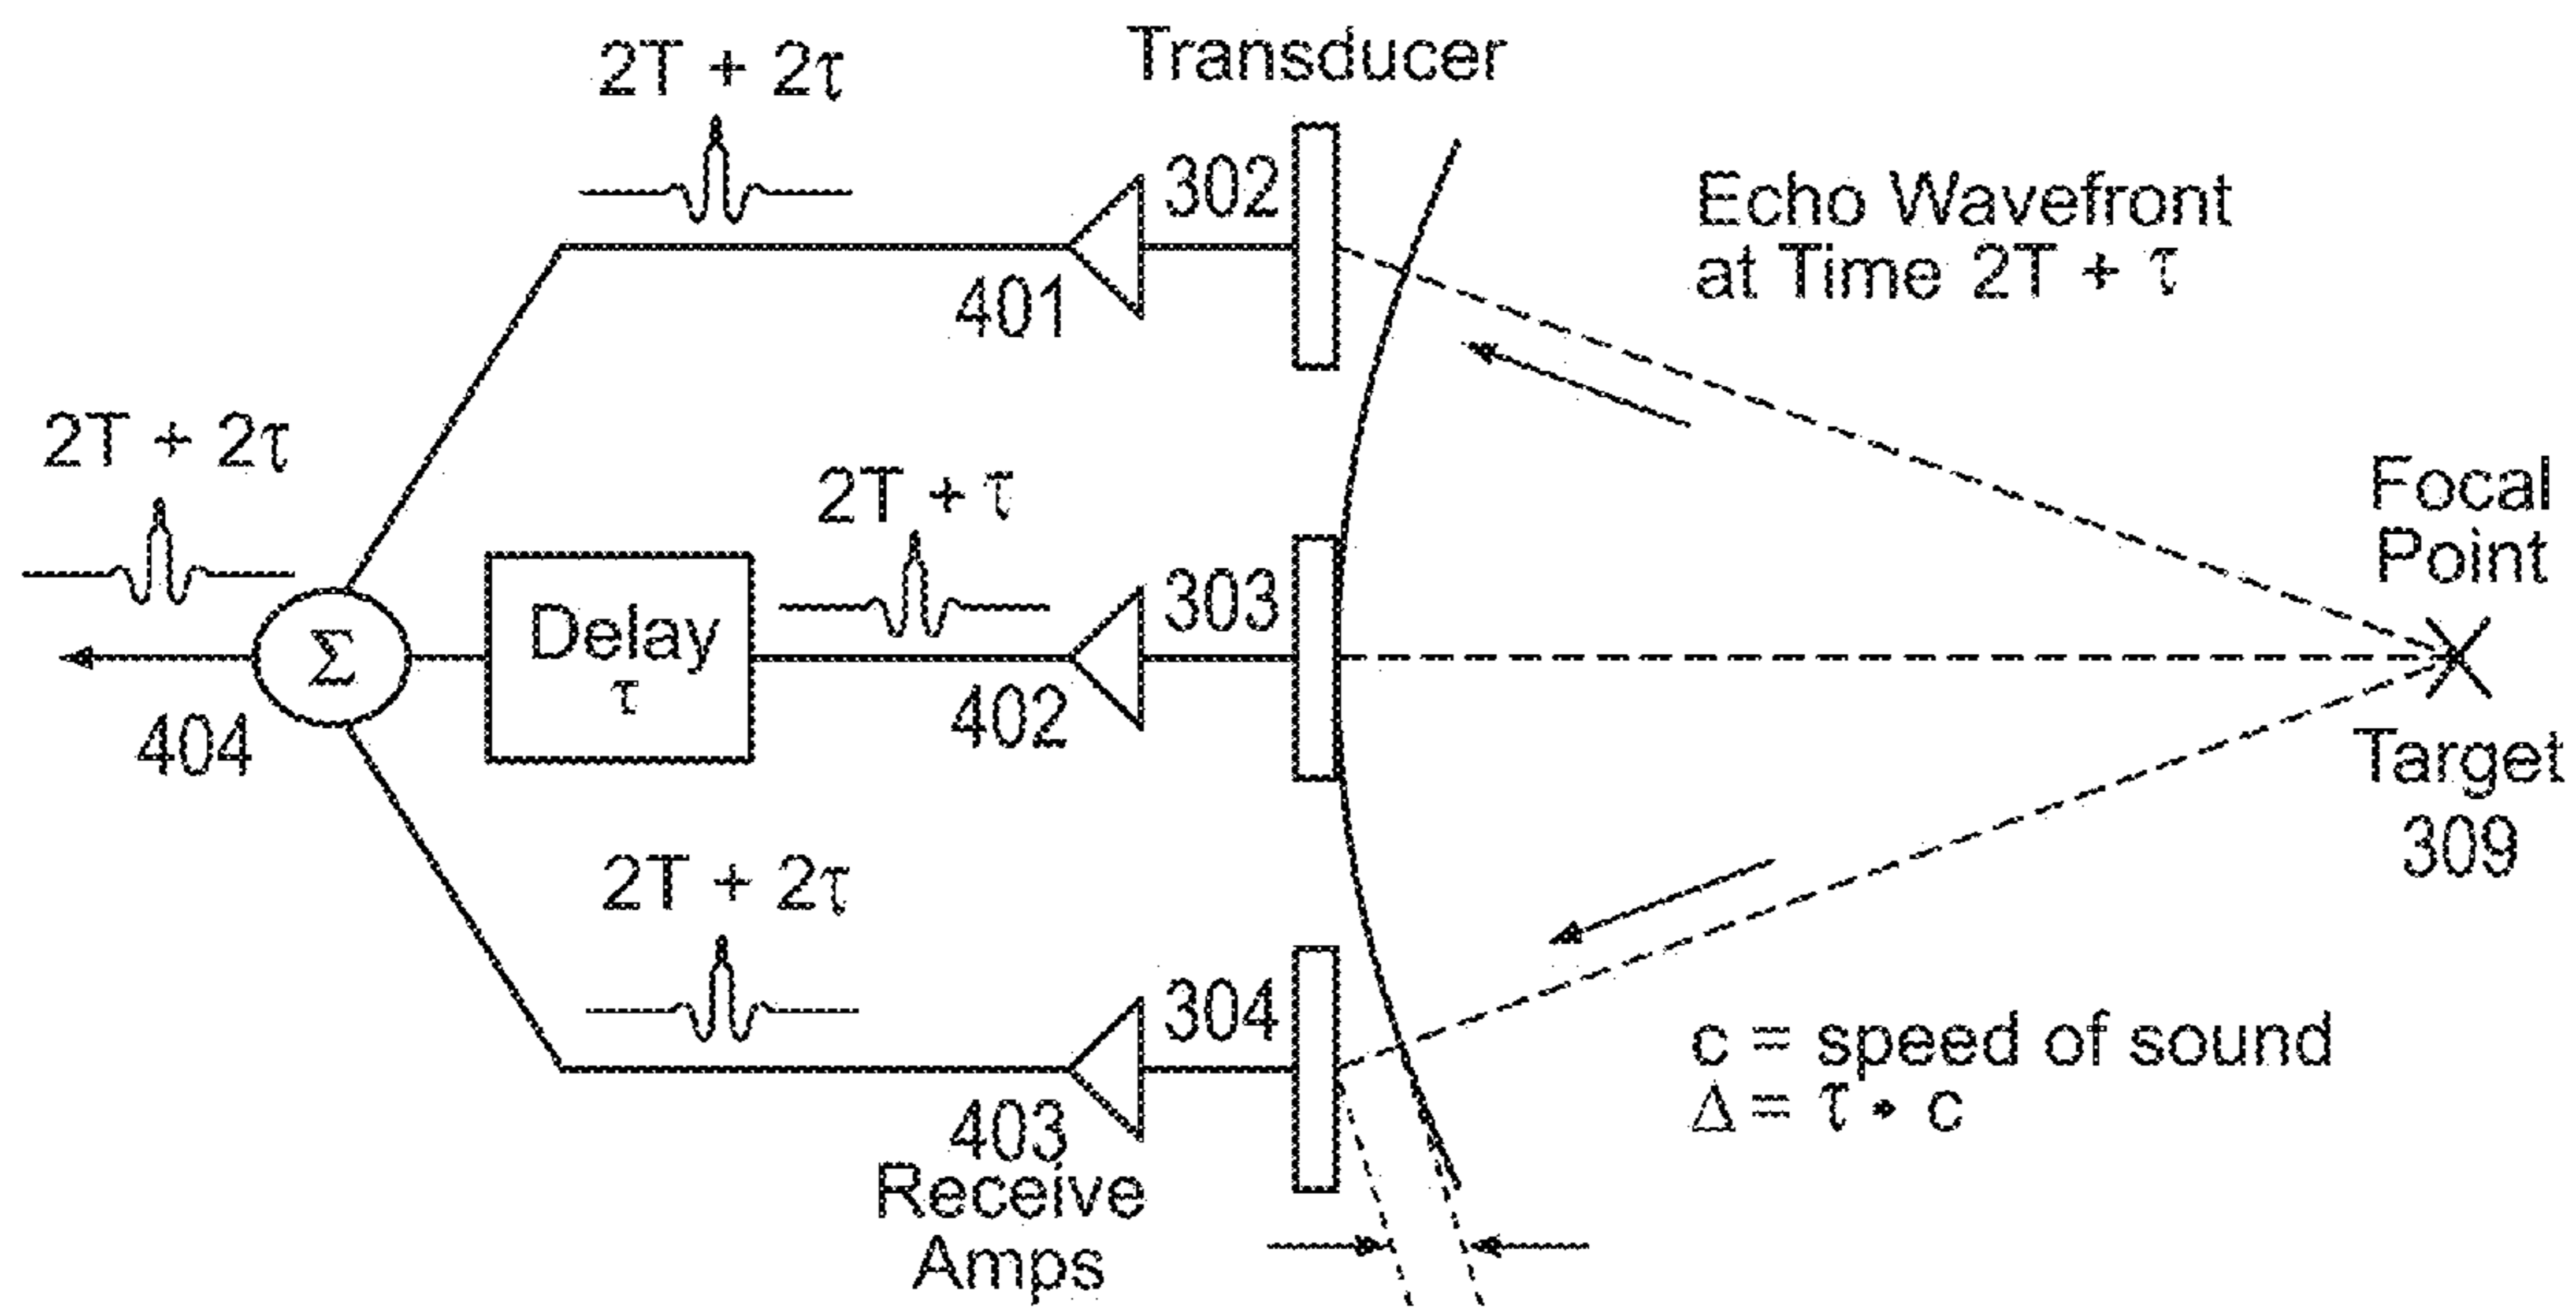 2T + 2τ
Transducer
302
Echo Wavefront
at Time 2T + τ
401
2T + 2τ
2T + τ
Focal
Point
303
Delay
τ
Σ
404
402
Target
309
2T + 2τ
304
c = speed of sound
Δ = τ • c
403
Receive
Amps